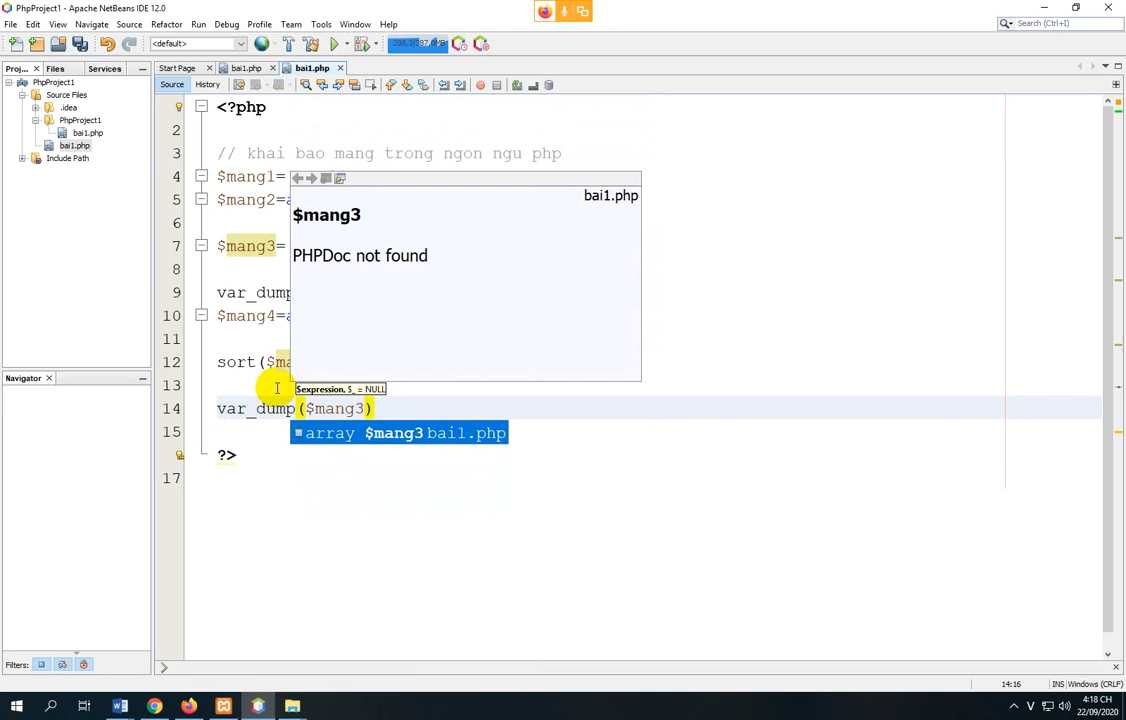 PhpProject1 - Apache NetBeans IDE 12.0
File Edit View Navigate Source Refactor Run Debug Profile Team Tools Window Help
Search (Ctrl+I)
<default>
Proj... Files Services
Start Page bai1.php bai1.php
Source History
PhpProject1
Source Files
.idea
PhpProject1
bai1.php
bai1.php
Include Path
Navigator
Filters:
<?php
2
3 // khai bao mang trong ngon ngu php
4 $mang1=
5 $mang2=a
6
7 $mang3=
8
9 var_dump
10 $mang4=a
11
12 sort($ma
13
14 var_dump($mang3)
15
?>
17
bai1.php
$mang3
PHPDoc not found
$expression, $_ = NULL
array $mang3 bai1.php
14:16 INS Windows (CRLF)
4:18 CH
22/09/2020